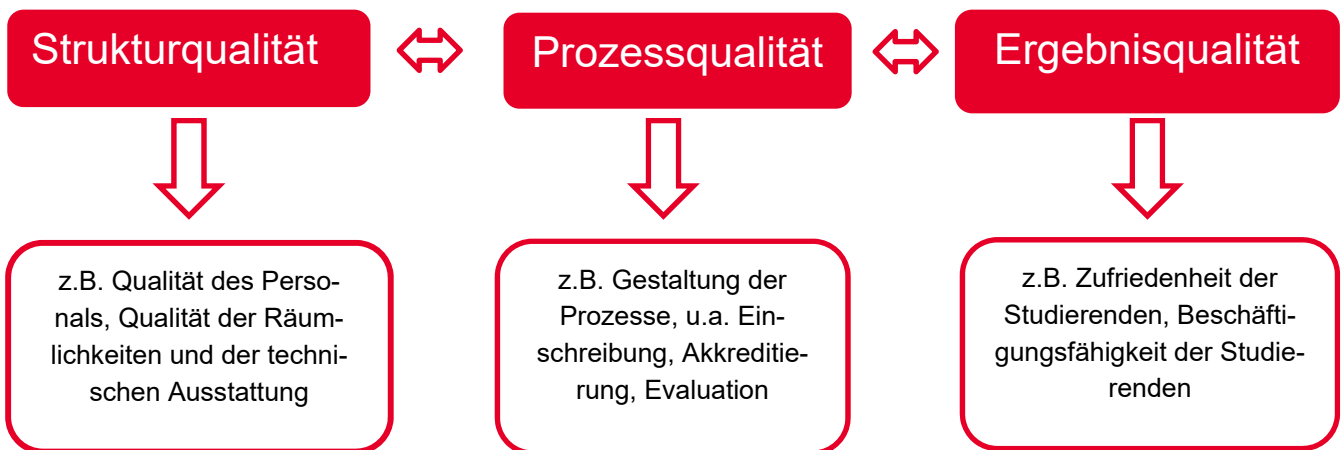 Strukturqualität
Prozessqualität
Ergebnisqualität
z.B. Qualität des Perso-
nals, Qualität der Räum-
lichkeiten und der techni-
schen Ausstattung
z.B. Gestaltung der
Prozesse, u.a. Ein-
schreibung, Akkreditie-
rung, Evaluation
z.B. Zufriedenheit der
Studierenden, Beschäfti-
gungsfähigkeit der Studie-
renden